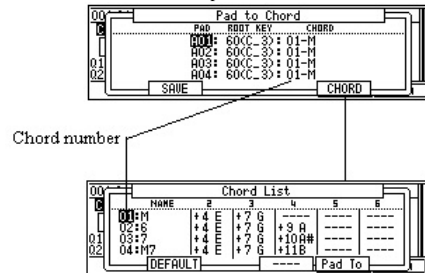 00
Pad to Chord
PAD ROOT KEY CHORD
A01: 60(C_3): 01-M
A02: 60(C_3): 01-M
A03: 60(C_3): 01-M
A04: 60(C_3): 01-M
SAVE CHORD
Chord number
00
Chord List
NAME 2 3 4 5 6
01:M +4 E +7 G ---- ---- ----
02:6 +4 E +7 G +9 A ---- ----
03:7 +4 E +7 G +10A# ---- ----
04:M7 +4 E +7 G +11B ---- ----
DEFAULT ---- Pad To